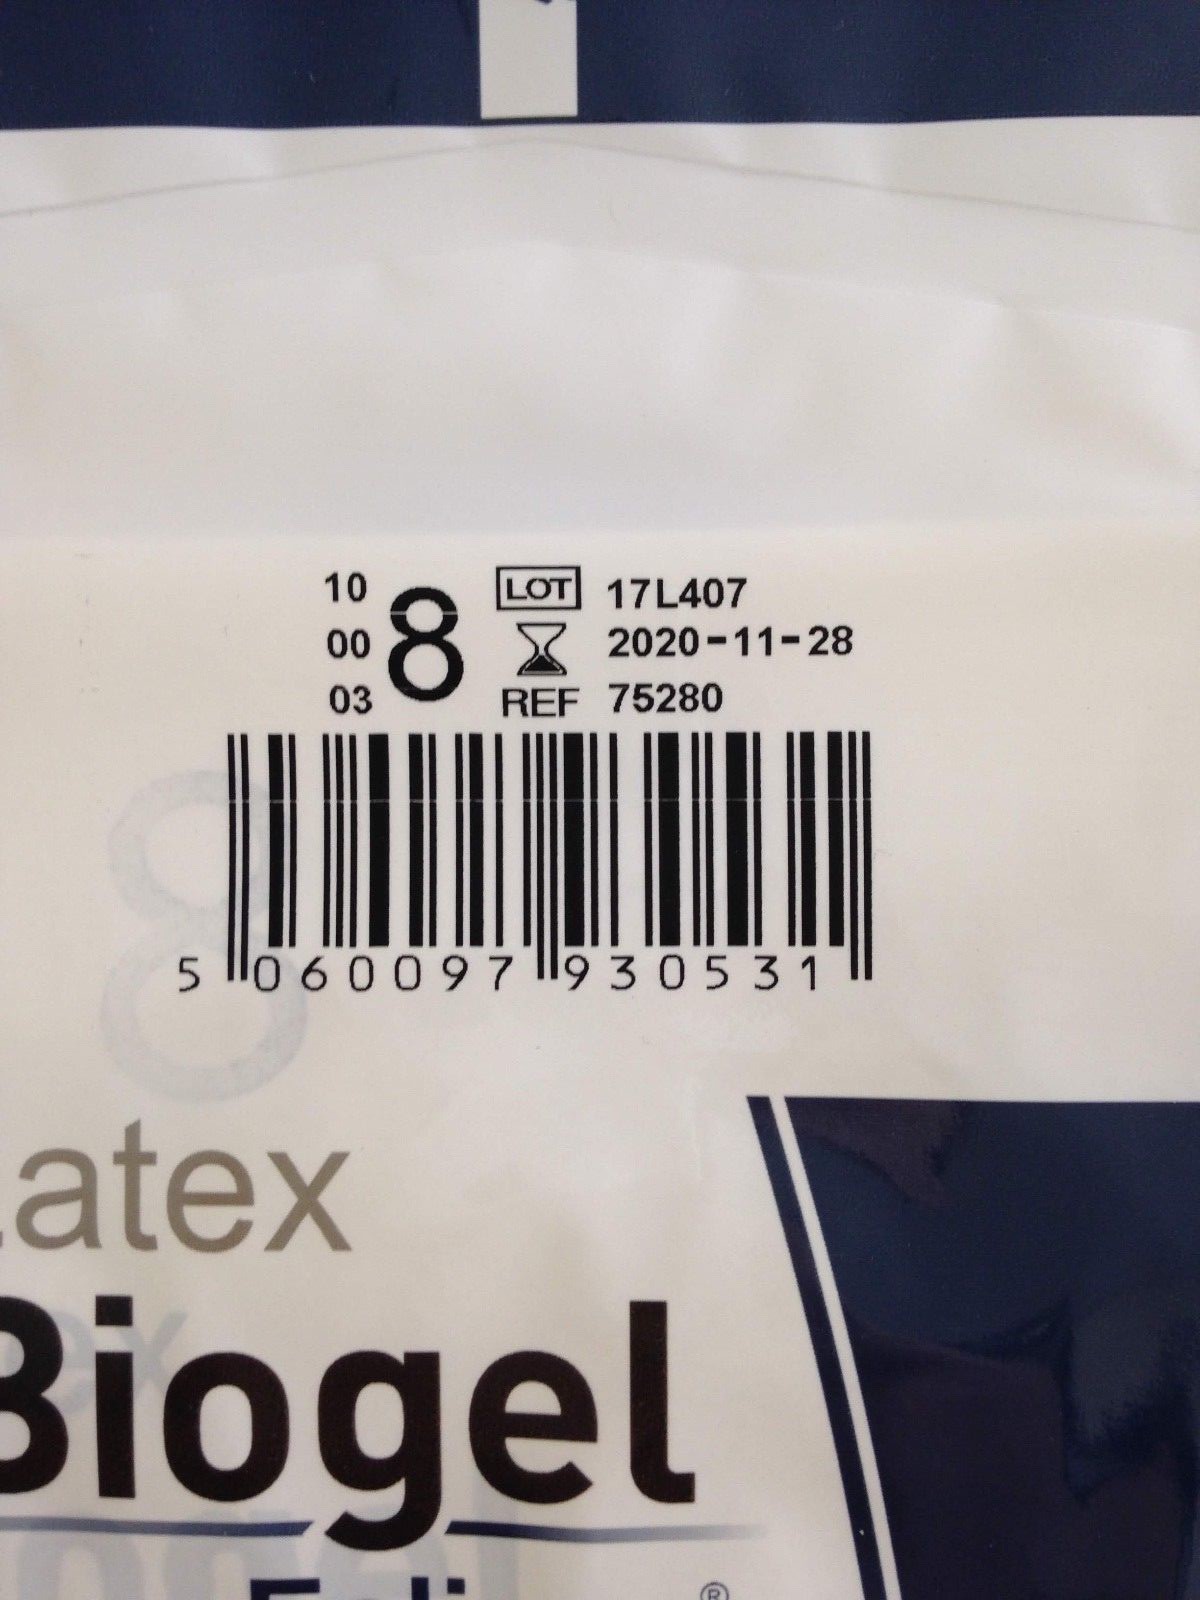 10
00
03
8
LOT 17L407
2020-11-28
REF 75280
5 060097 930531
Latex
Biogel
®